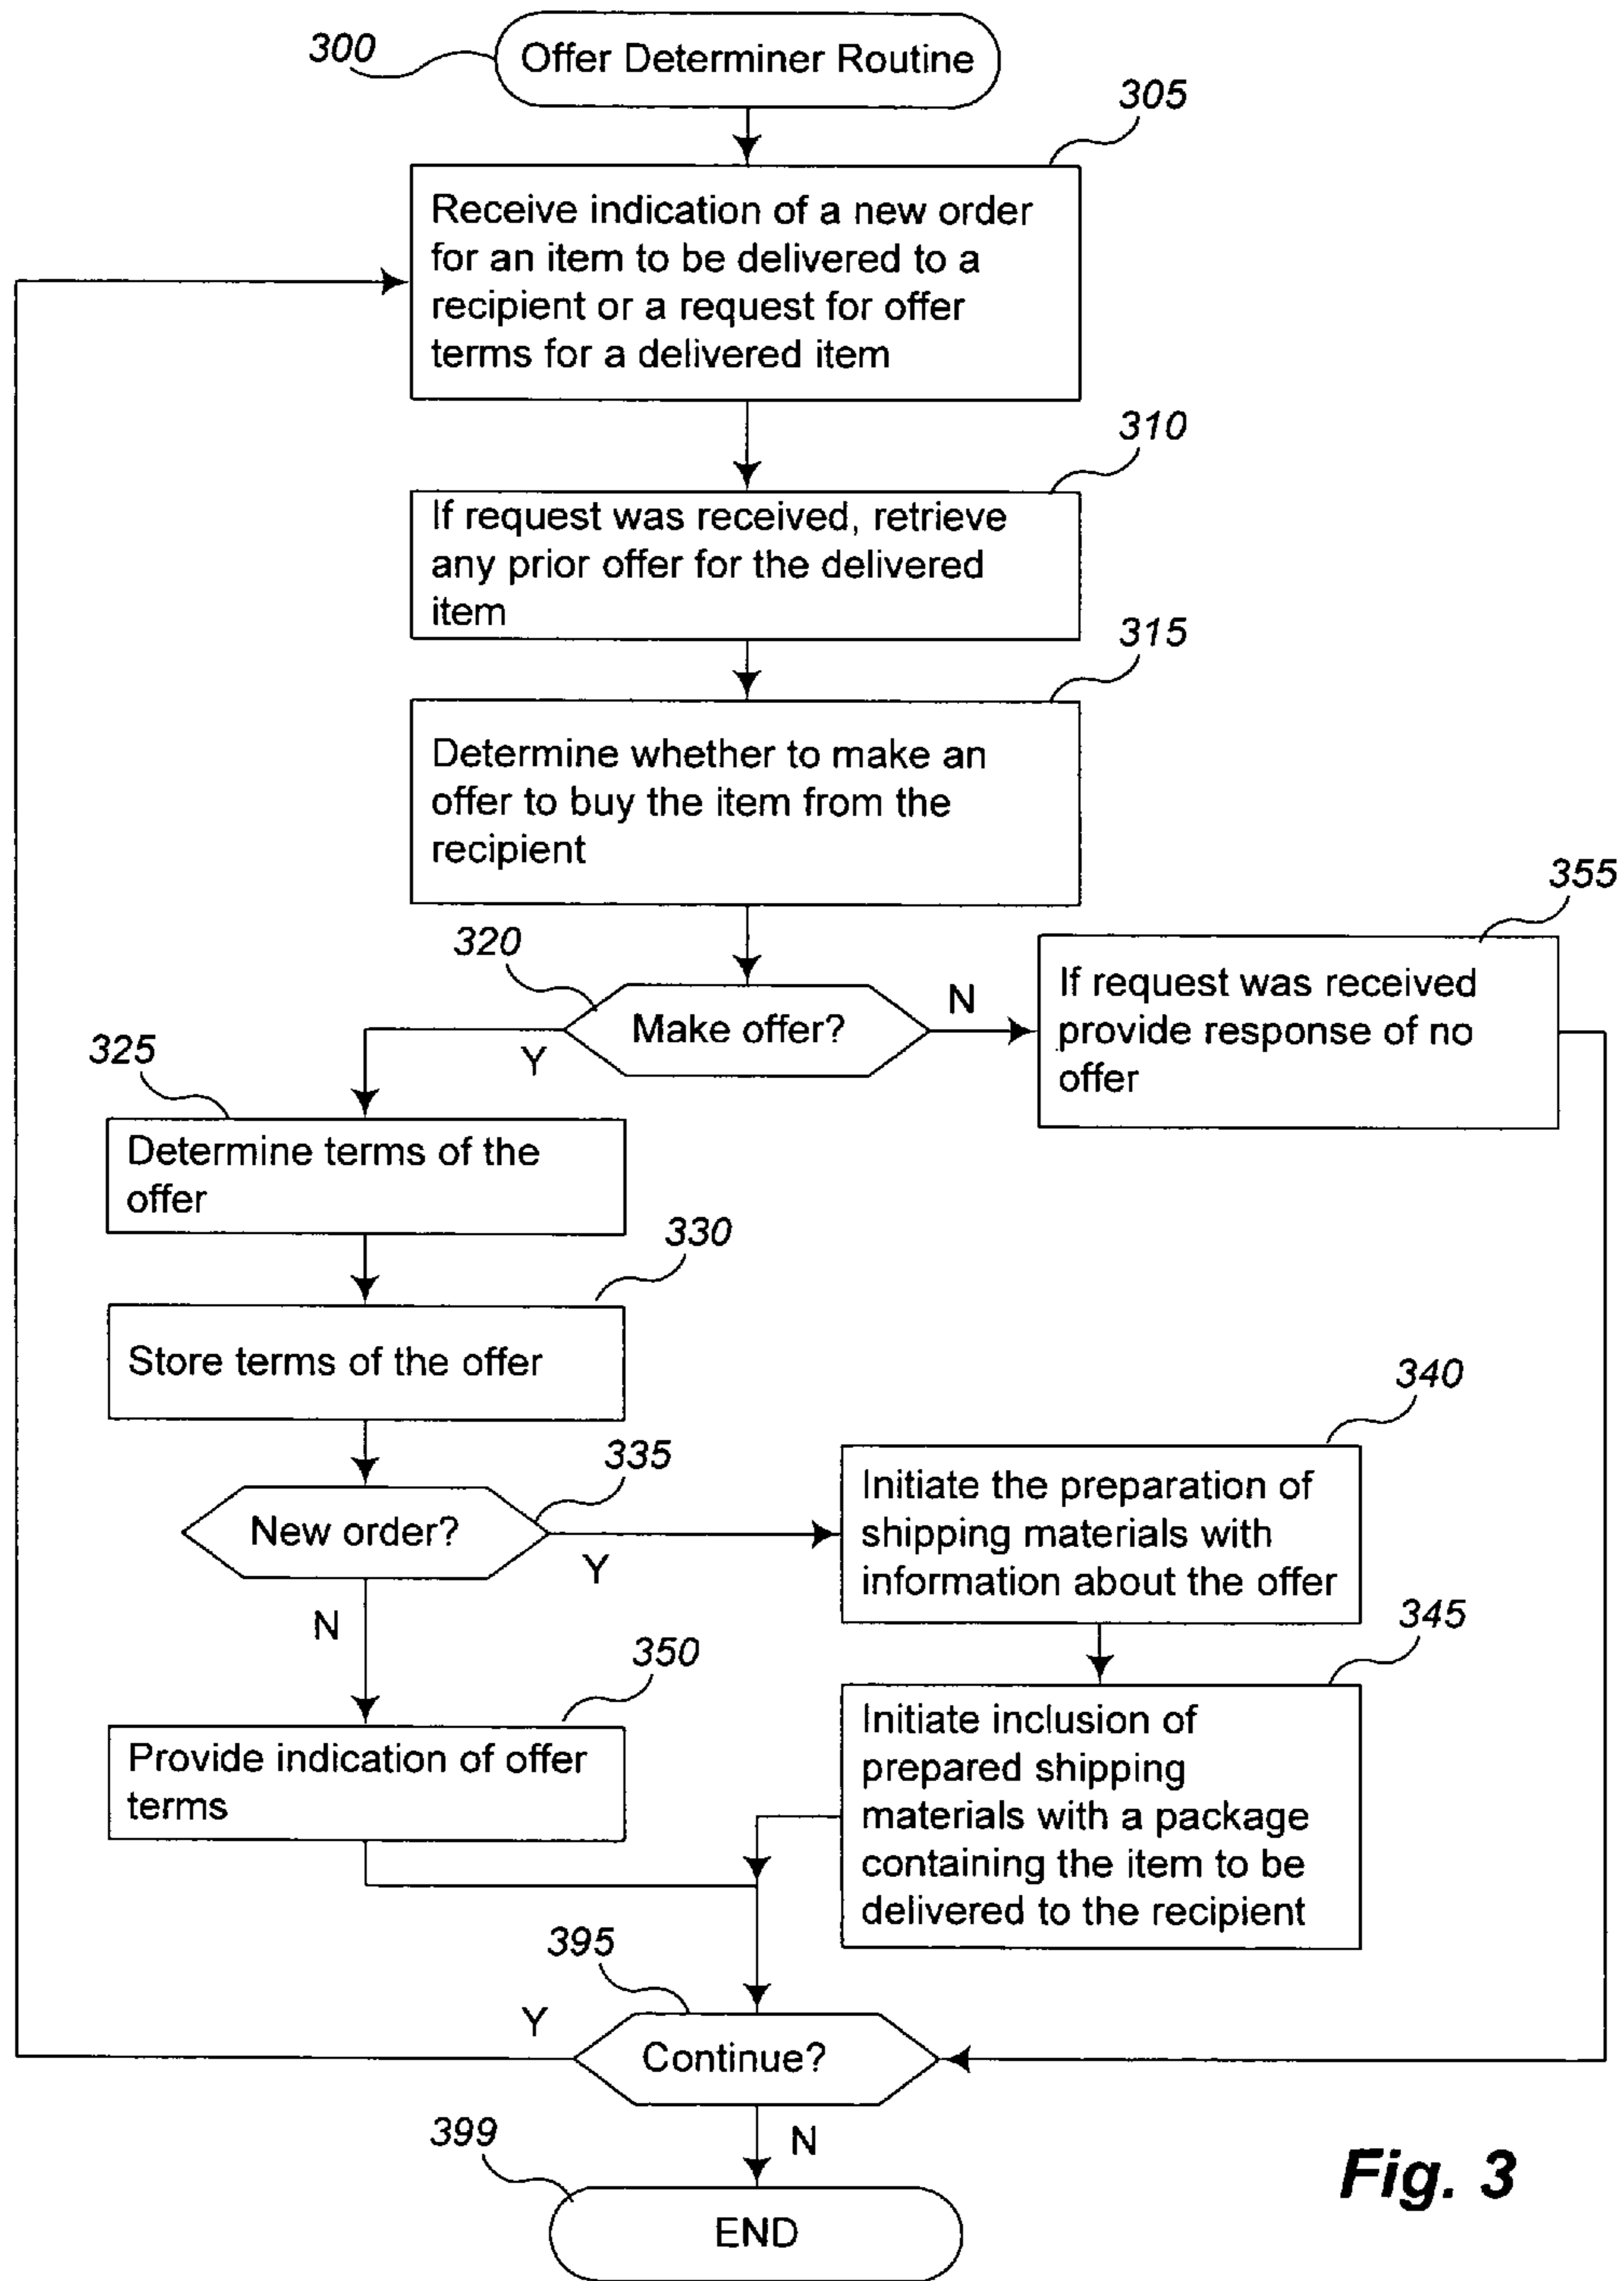 300
Offer Determiner Routine
305
Receive indication of a new order
for an item to be delivered to a
recipient or a request for offer
terms for a delivered item
310
If request was received, retrieve
any prior offer for the delivered
item
315
Determine whether to make an
offer to buy the item from the
recipient
320
Make offer?
N
Y
355
If request was received
provide response of no
offer
325
Determine terms of the
offer
330
Store terms of the offer
335
New order?
Y
N
340
Initiate the preparation of
shipping materials with
information about the offer
345
Initiate inclusion of
prepared shipping
materials with a package
containing the item to be
delivered to the recipient
350
Provide indication of offer
terms
395
Continue?
Y
N
399
END
Fig. 3